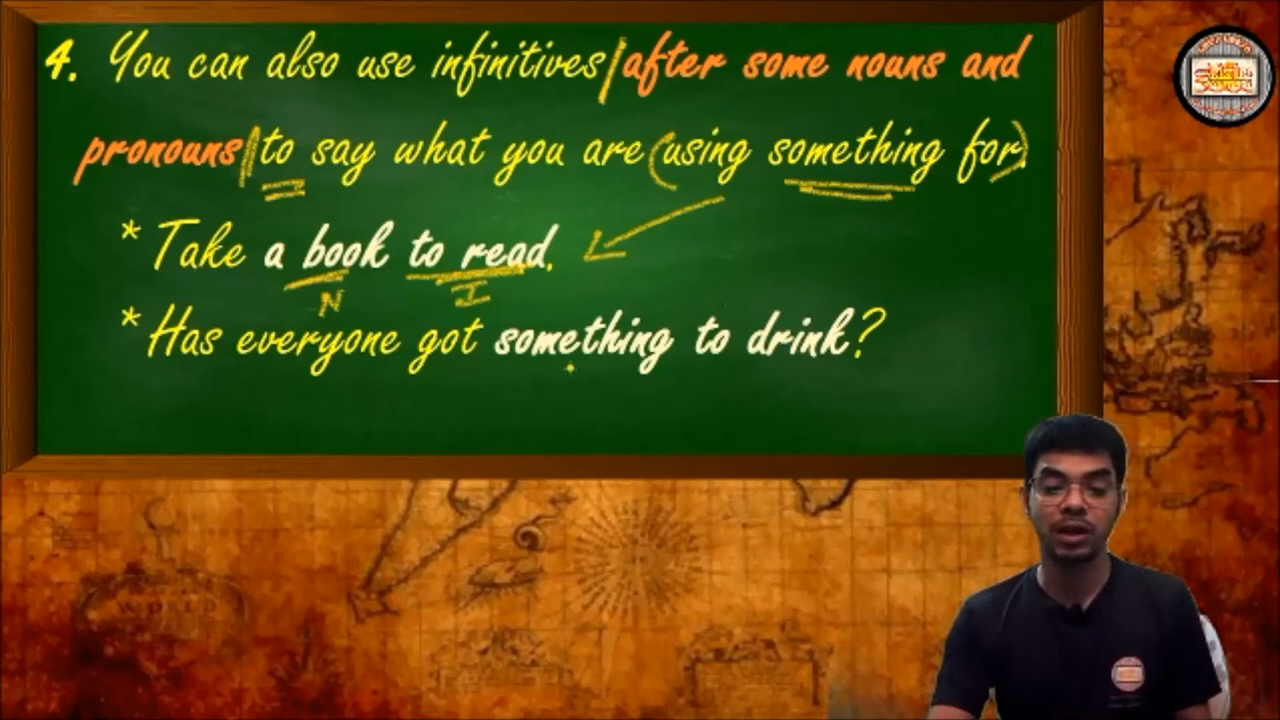 4. You can also use infinitives after some nouns and
pronouns to say what you are using something for.
* Take a book to read.
N
I
* Has everyone got something to drink?
WORLD